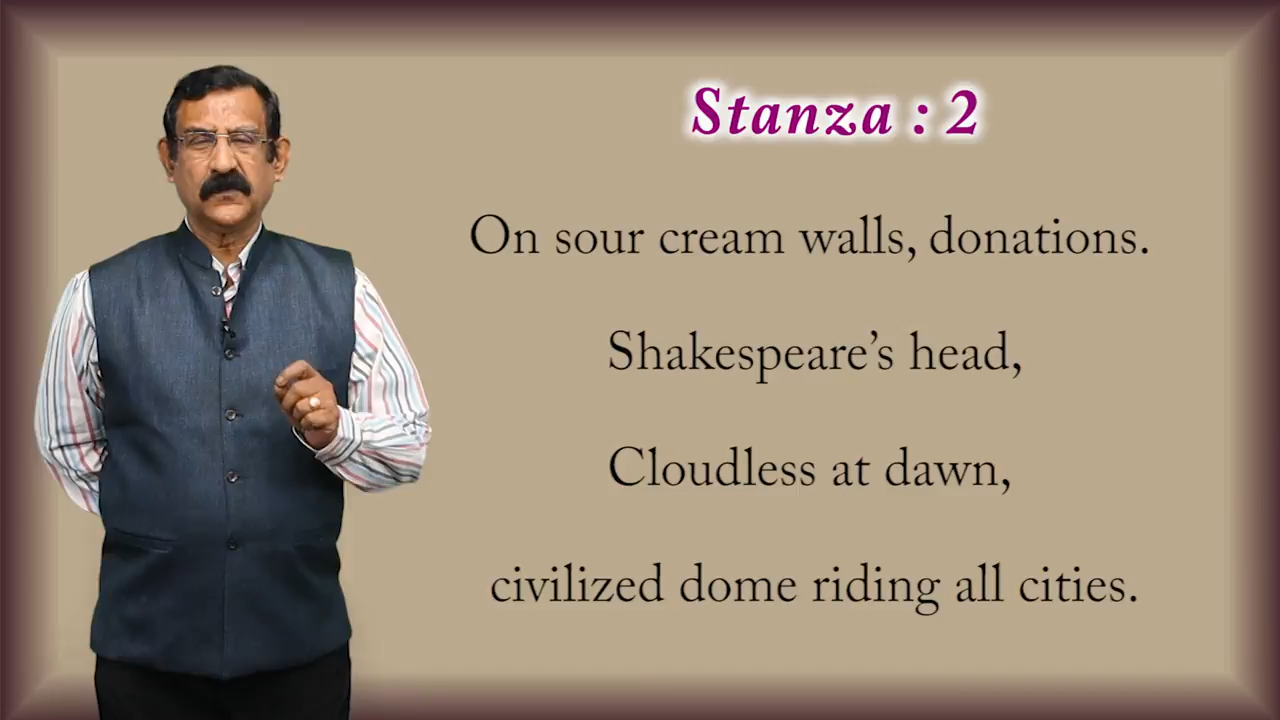 Stanza : 2
On sour cream walls, donations.
Shakespeare’s head,
Cloudless at dawn,
civilized dome riding all cities.